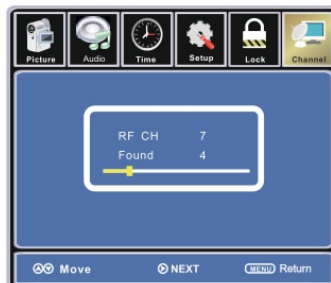 Picture Audio Time Setup Lock Channel
RF CH 7
Found 4
Move NEXT MENU Return